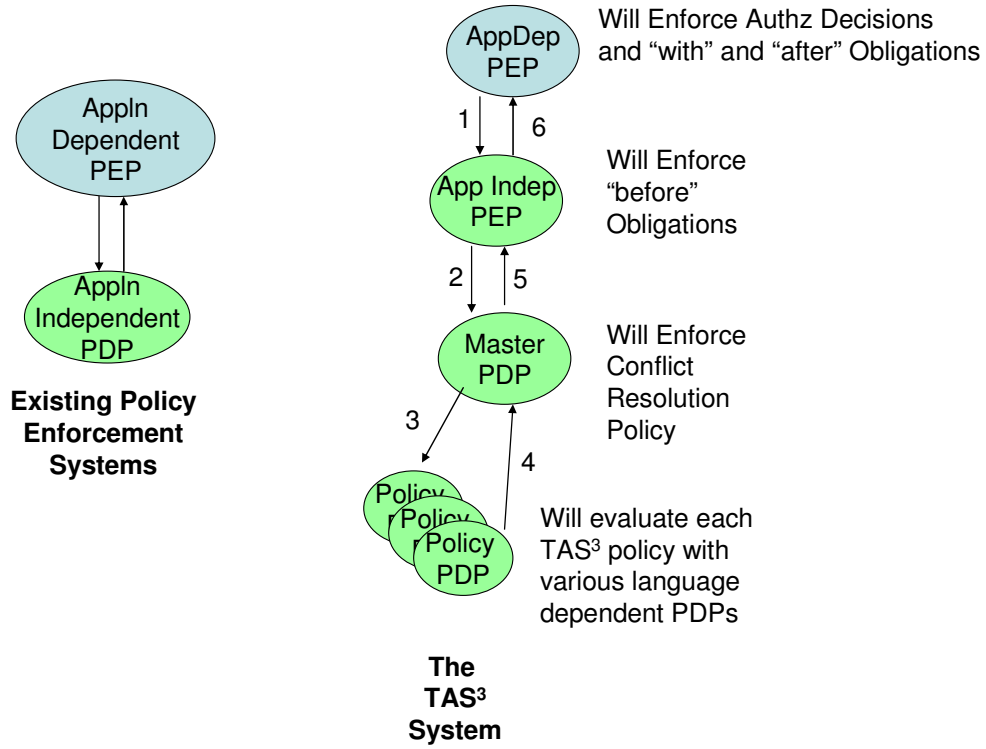 Appln
Dependent
PEP
Appln
Independent
PDP
Existing Policy
Enforcement
Systems
AppDep
PEP
Will Enforce Authz Decisions
and “with” and “after” Obligations
1
6
App Indep
PEP
Will Enforce
“before”
Obligations
2
5
Master
PDP
Will Enforce
Conflict
Resolution
Policy
3
4
Policy
Policy
Policy
PDP
Will evaluate each
TAS³ policy with
various language
dependent PDPs
The
TAS³
System